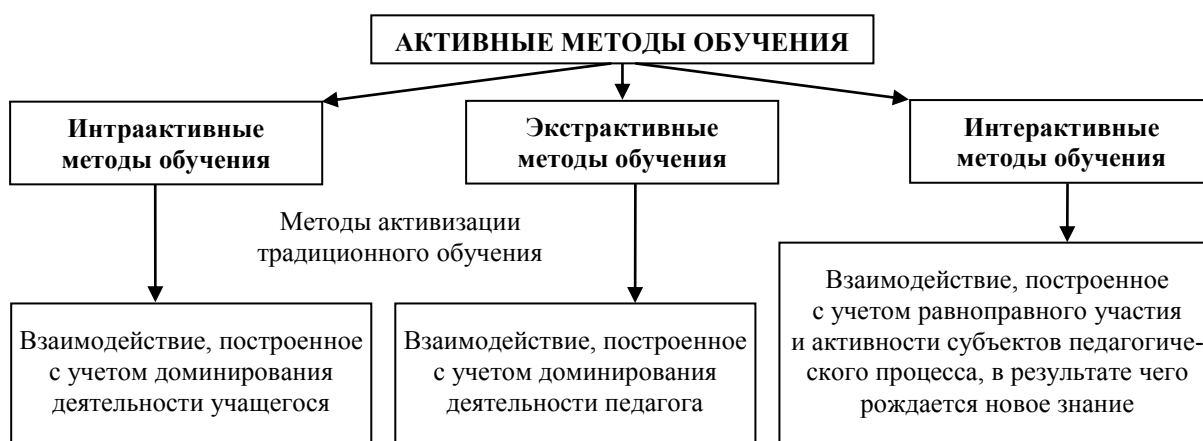 АКТИВНЫЕ МЕТОДЫ ОБУЧЕНИЯ
Интраактивные
методы обучения
Экстрактивные
методы обучения
Интерактивные
методы обучения
Методы активизации
традиционного обучения
Взаимодействие, построенное
с учетом доминирования
деятельности учащегося
Взаимодействие, построенное
с учетом доминирования
деятельности педагога
Взаимодействие, построенное
с учетом равноправного участия
и активности субъектов педагогиче-
ского процесса, в результате чего
рождается новое знание